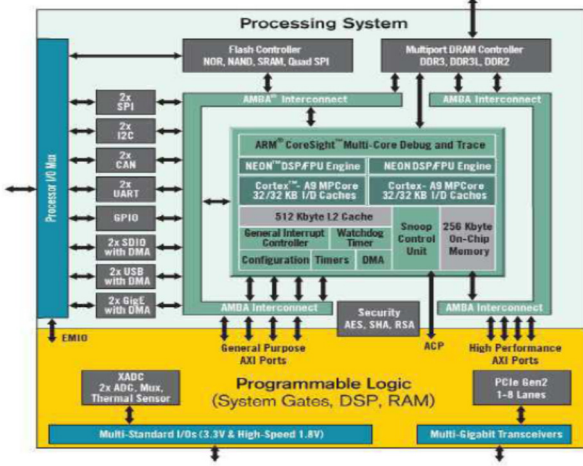 Processing System
Flash Controller
NOR, NAND, SRAM, Quad SPI
Multiport DRAM Controller
DDR3, DDR3L, DDR2
Processor I/O Mux
2x
SPI
2x
I2C
2x
CAN
2x
UART
GPIO
2x SDIO
with DMA
2x USB
with DMA
2x GigE
with DMA
AMBA™ Interconnect
AMBA Interconnect
ARM® CoreSight™ Multi-Core Debug and Trace
NEON™ DSP/FPU Engine
NEON DSP/FPU Engine
Cortex™- A9 MPCore
32/32 KB I/D Caches
Cortex- A9 MPCore
32/32 KB I/D Caches
512 Kbyte L2 Cache
General Interrupt
Controller
Watchdog
Timer
Configuration
Timers
DMA
Snoop
Control
Unit
256 Kbyte
On-Chip
Memory
AMBA Interconnect
AMBA Interconnect
Security
AES, SHA, RSA
EMIO
General Purpose
AXI Ports
ACP
High Performance
AXI Ports
XADC
2x ADC, Mux,
Thermal Sensor
Programmable Logic
(System Gates, DSP, RAM)
PCIe Gen2
1-8 Lanes
Multi-Standard I/Os (3.3V & High-Speed 1.8V)
Multi-Gigabit Transceivers